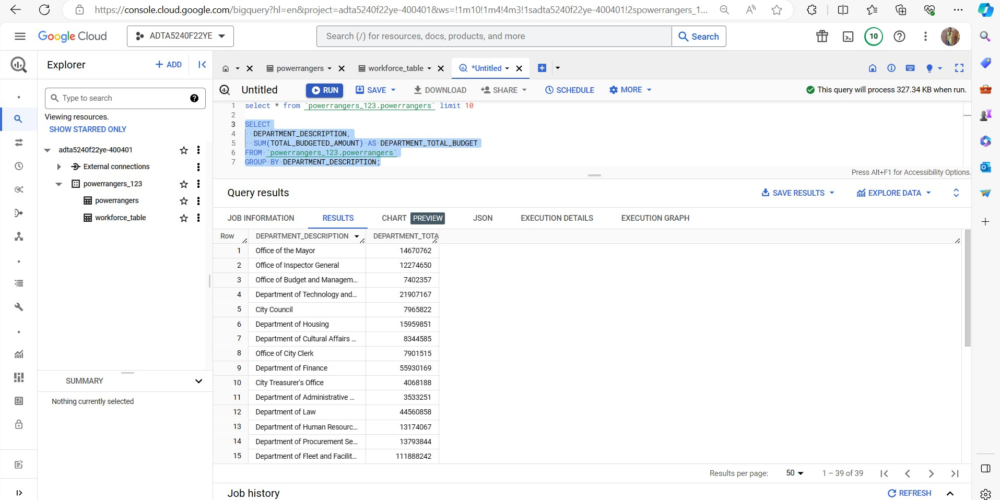 https://console.cloud.google.com/bigquery?hl=en&project=adta5240f22ye-400401&ws=!1m10!1m4!4m3!1sadta5240f22ye-400401!2spowerrangers_1...
Google Cloud
ADTA5240F22YE
Search (/) for resources, docs, products, and more
Search
10
Explorer
+ ADD
powerrangers
workforce_table
*Untitled
Untitled
RUN
SAVE
DOWNLOAD
SHARE
SCHEDULE
MORE
This query will process 327.34 KB when run.
Type to search
Viewing resources.
SHOW STARRED ONLY
adta5240f22ye-400401
External connections
powerrangers_123
powerrangers
workforce_table
SUMMARY
Nothing currently selected
1 select * from `powerrangers_123.powerrangers` limit 10
2
3 SELECT
4 DEPARTMENT_DESCRIPTION,
5 SUM(TOTAL_BUDGETED_AMOUNT) AS DEPARTMENT_TOTAL_BUDGET
6 FROM `powerrangers_123.powerrangers`
7 GROUP BY DEPARTMENT_DESCRIPTION;
Press Alt+F1 for Accessibility Options.
Query results
SAVE RESULTS
EXPLORE DATA
JOB INFORMATION
RESULTS
CHART PREVIEW
JSON
EXECUTION DETAILS
EXECUTION GRAPH
Row DEPARTMENT_DESCRIPTION DEPARTMENT_TOTA
1 Office of the Mayor 14670762
2 Office of Inspector General 12274650
3 Office of Budget and Managem... 7402357
4 Department of Technology and... 21907167
5 City Council 7965822
6 Department of Housing 15959851
7 Department of Cultural Affairs ... 8344585
8 Office of City Clerk 7901515
9 Department of Finance 55930169
10 City Treasurer's Office 4068188
11 Department of Administrative ... 3533251
12 Department of Law 44560858
13 Department of Human Resourc... 13174067
14 Department of Procurement Se... 13793844
15 Department of Fleet and Facilit... 111888242
Results per page: 50 1 – 39 of 39
Job history
REFRESH